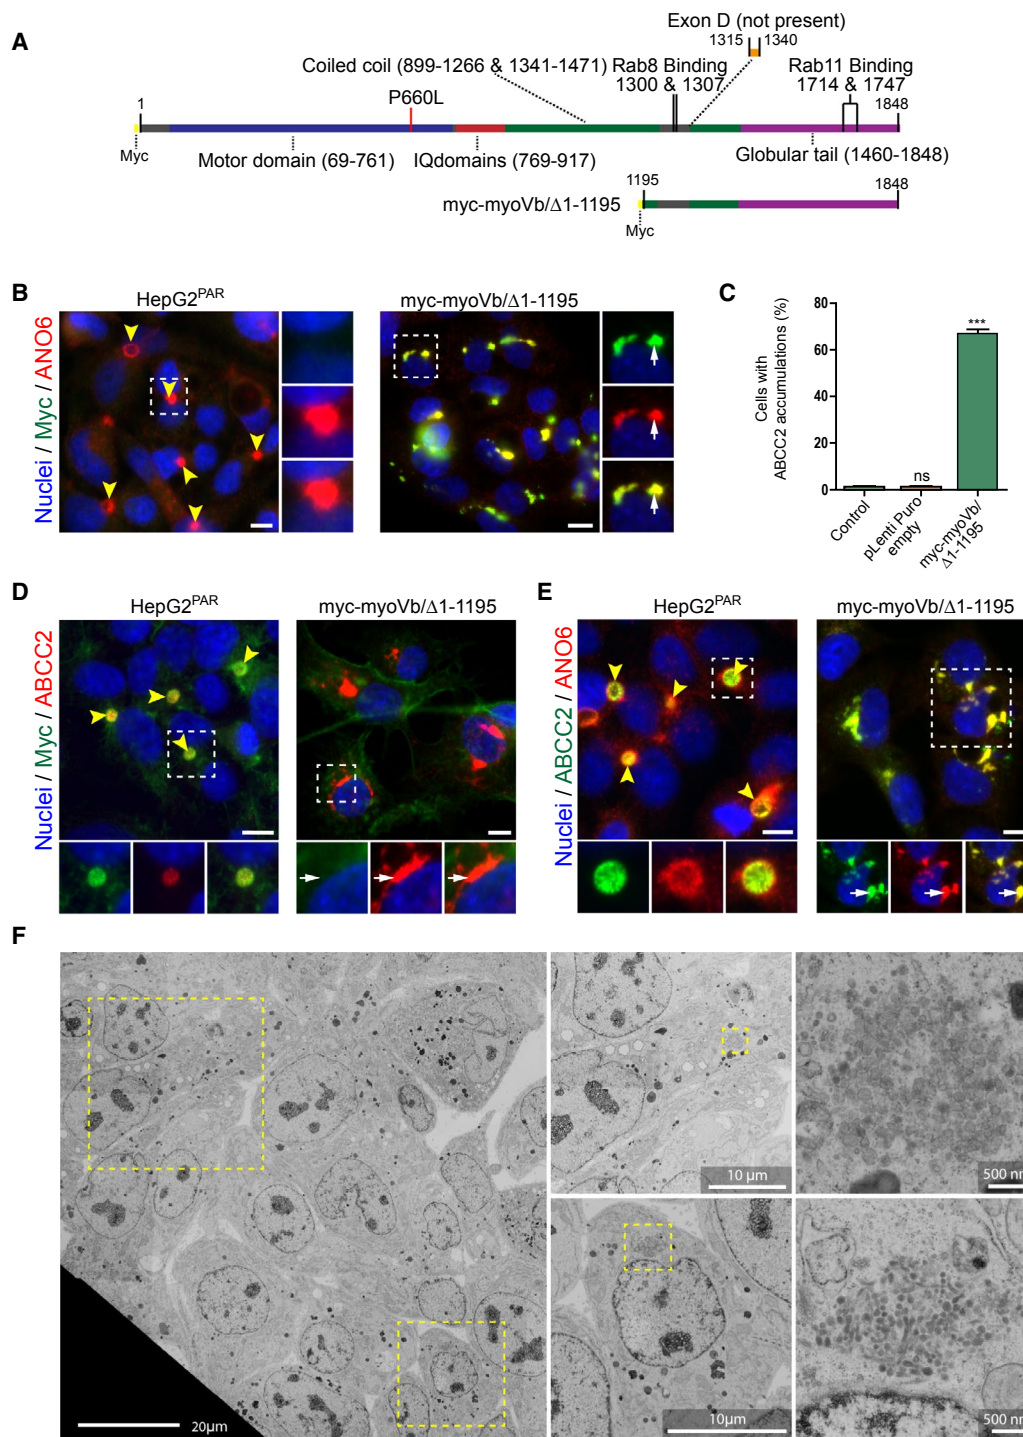 A
Exon D (not present)
1315 1340
Coiled coil (899-1266 & 1341-1471)
Rab8 Binding
1300 & 1307
Rab11 Binding
1714 & 1747
P660L
1
1848
Myc
Motor domain (69-761)
IQdomains (769-917)
Globular tail (1460-1848)
1195
1848
myc-myoVb/Δ1-1195
Myc
B
HepG2PAR
myc-myoVb/Δ1-1195
Nuclei / Myc / ANO6
C
Cells with
ABCC2 accumulations (%)
80
60
40
20
0
ns
***
Control
pLenti Puro
empty
myc-myoVb/
Δ1-1195
D
HepG2PAR
myc-myoVb/Δ1-1195
Nuclei / Myc / ABCC2
E
HepG2PAR
myc-myoVb/Δ1-1195
Nuclei / ABCC2 / ANO6
F
20µm
10 µm
500 n
10µm
500 n